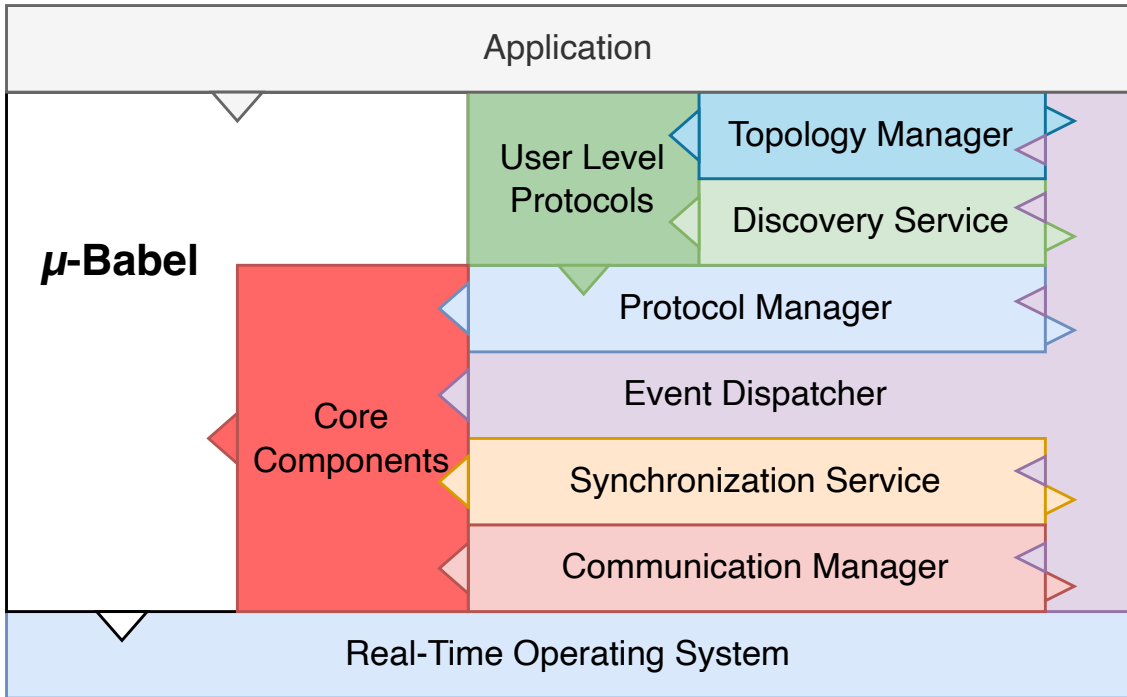 Application
User Level
Protocols
Topology Manager
Discovery Service
μ-Babel
Protocol Manager
Event Dispatcher
Core
Components
Synchronization Service
Communication Manager
Real-Time Operating System